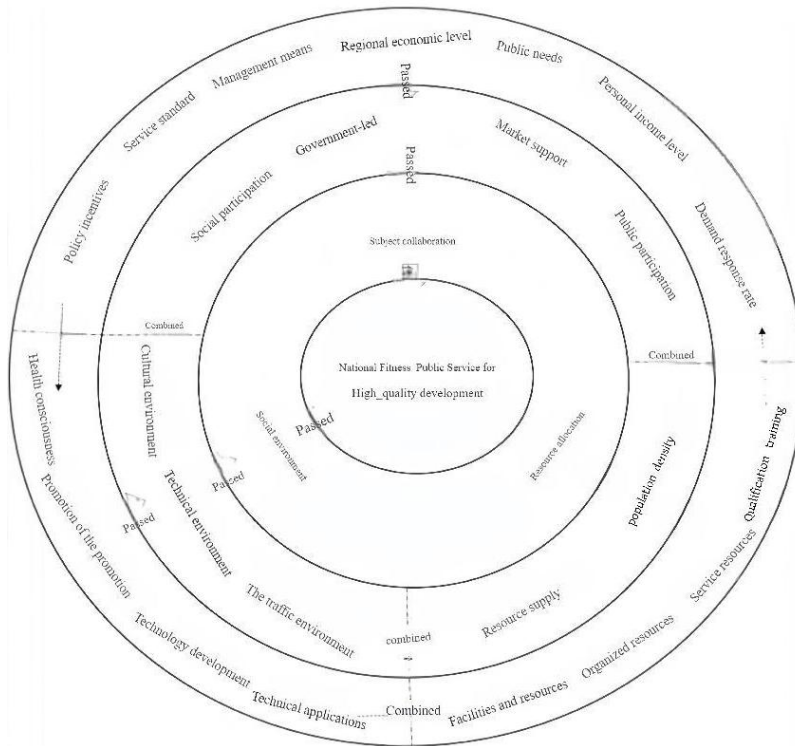 Regional economic level
Public needs
Personal income level
Demand response rate
Management means
Service standard
Policy incentives
Passed
Government-led
Market support
Social participation
Public participation
Passed
Subject collaboration
Combined
Combined
National Fitness Public Service for
High_quality development
Health consciousness
Cultural environment
Social environment
Passed
Resource allocation
population density
Qualification training
Passed
Technical environment
Passed
Promotion of the promotion
The traffic environment
combined
Resource supply
Service resources
Technology development
Organized resources
Technical applications
Combined
Facilities and resources